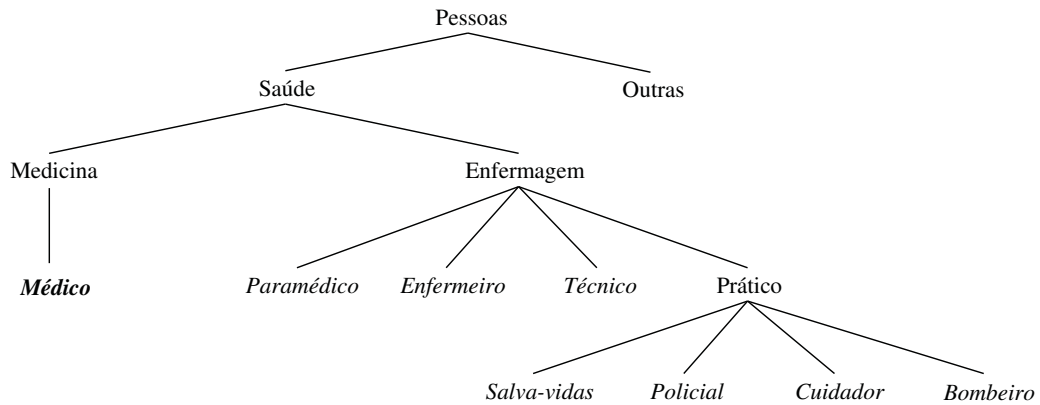 Pessoas
Saúde Outras
Medicina Enfermagem
Médico Paramédico Enfermeiro Técnico Prático
Salva-vidas Policial Cuidador Bombeiro